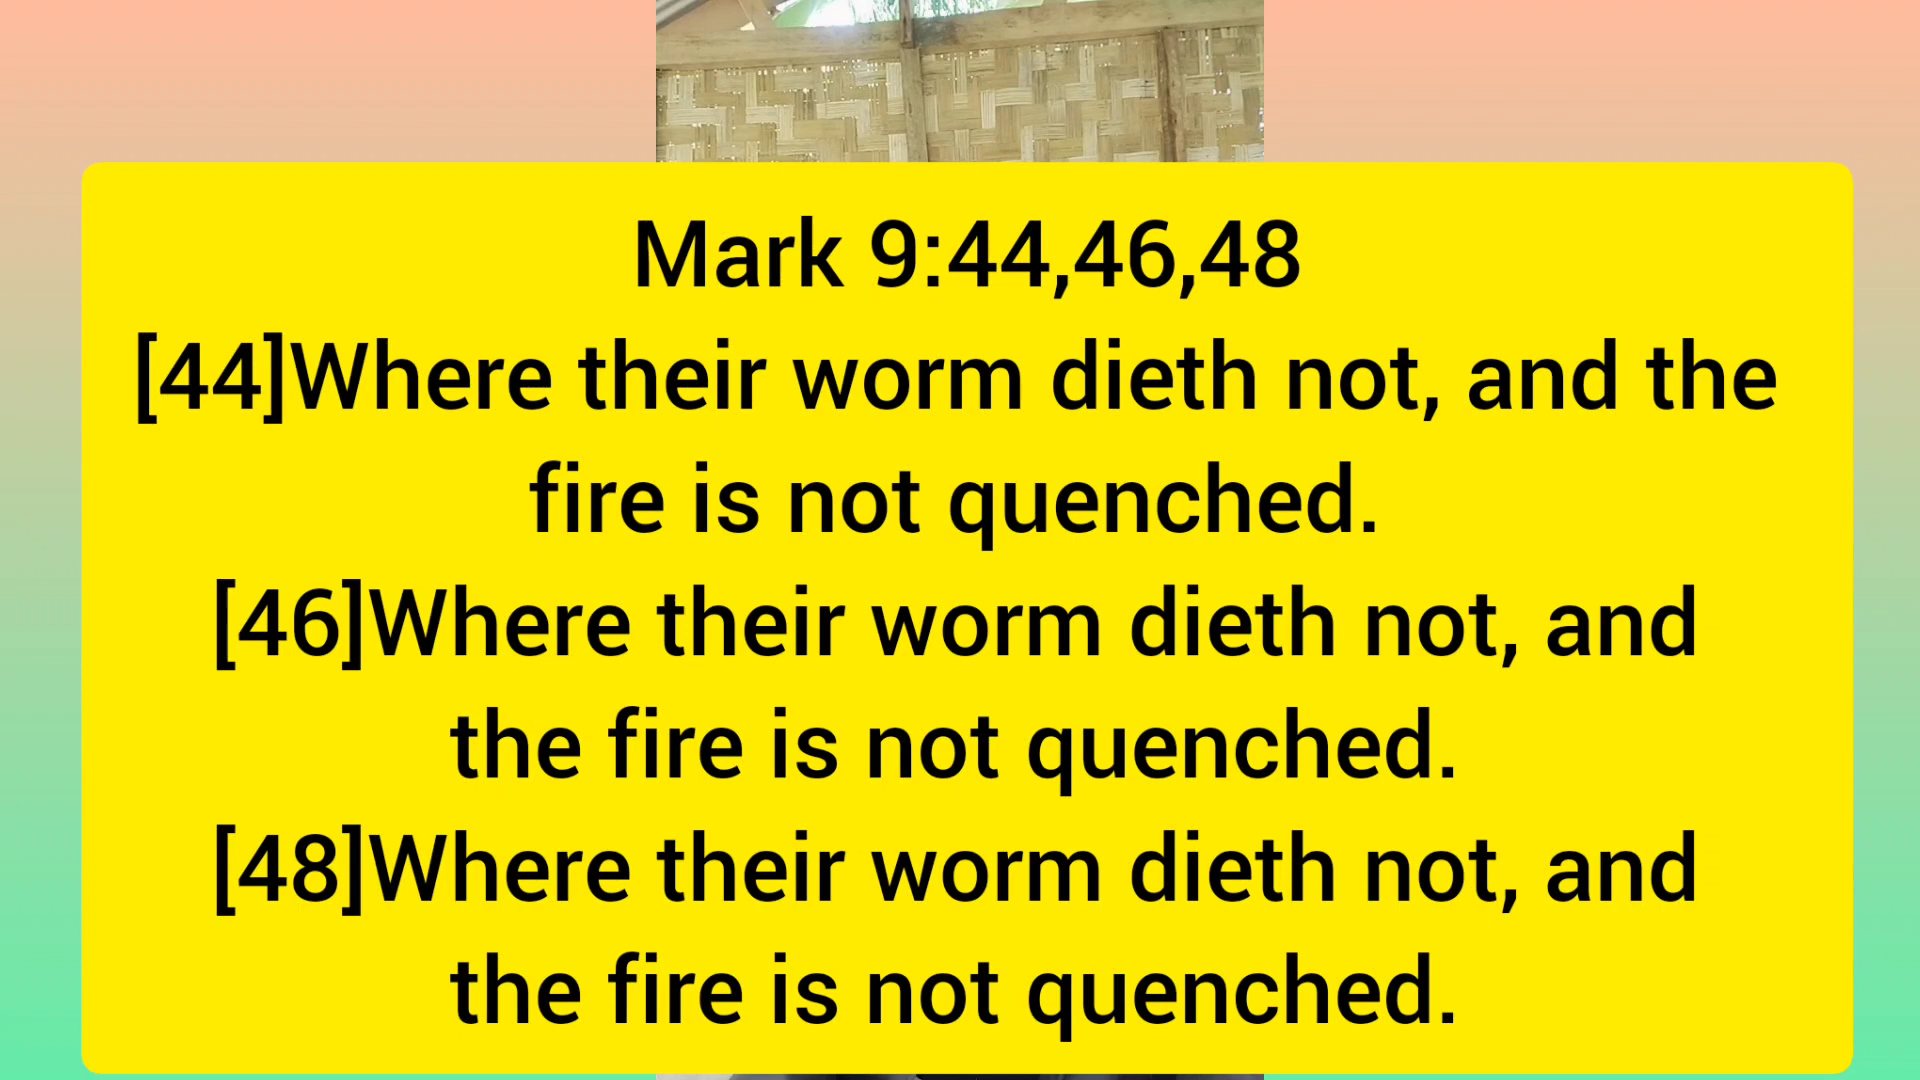 Mark 9:44,46,48
[44]Where their worm dieth not, and the
fire is not quenched.
[46]Where their worm dieth not, and
the fire is not quenched.
[48]Where their worm dieth not, and
the fire is not quenched.